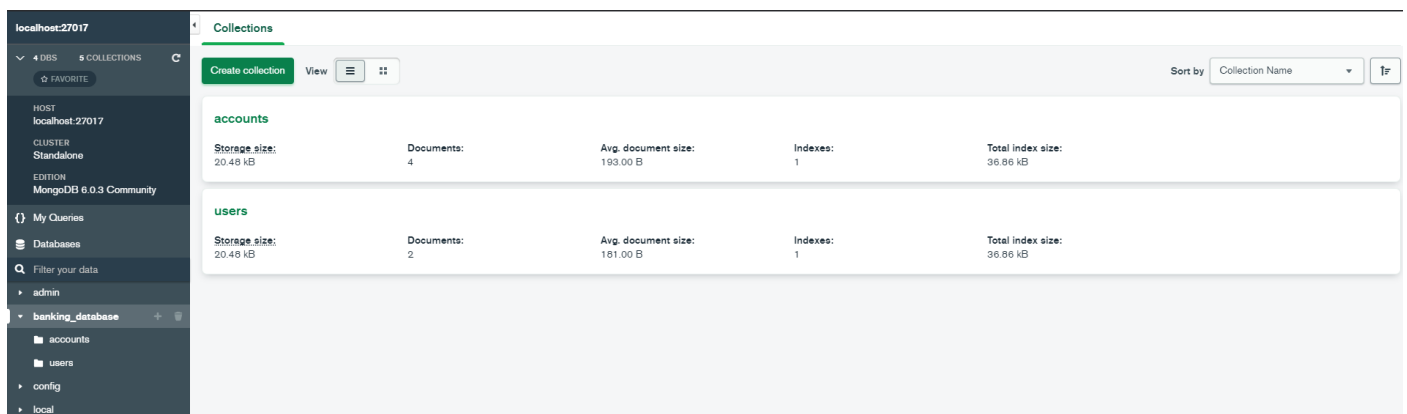 localhost:27017
4 DBS 5 COLLECTIONS
FAVORITE
HOST
localhost:27017
CLUSTER
Standalone
EDITION
MongoDB 6.0.3 Community
{} My Queries
Databases
Filter your data
admin
banking_database
accounts
users
config
local
Collections
Create collection View
Sort by Collection Name
accounts
Storage size: Documents: Avg. document size: Indexes: Total index size:
20.48 kB 4 193.00 B 1 36.86 kB
users
Storage size: Documents: Avg. document size: Indexes: Total index size:
20.48 kB 2 181.00 B 1 36.86 kB